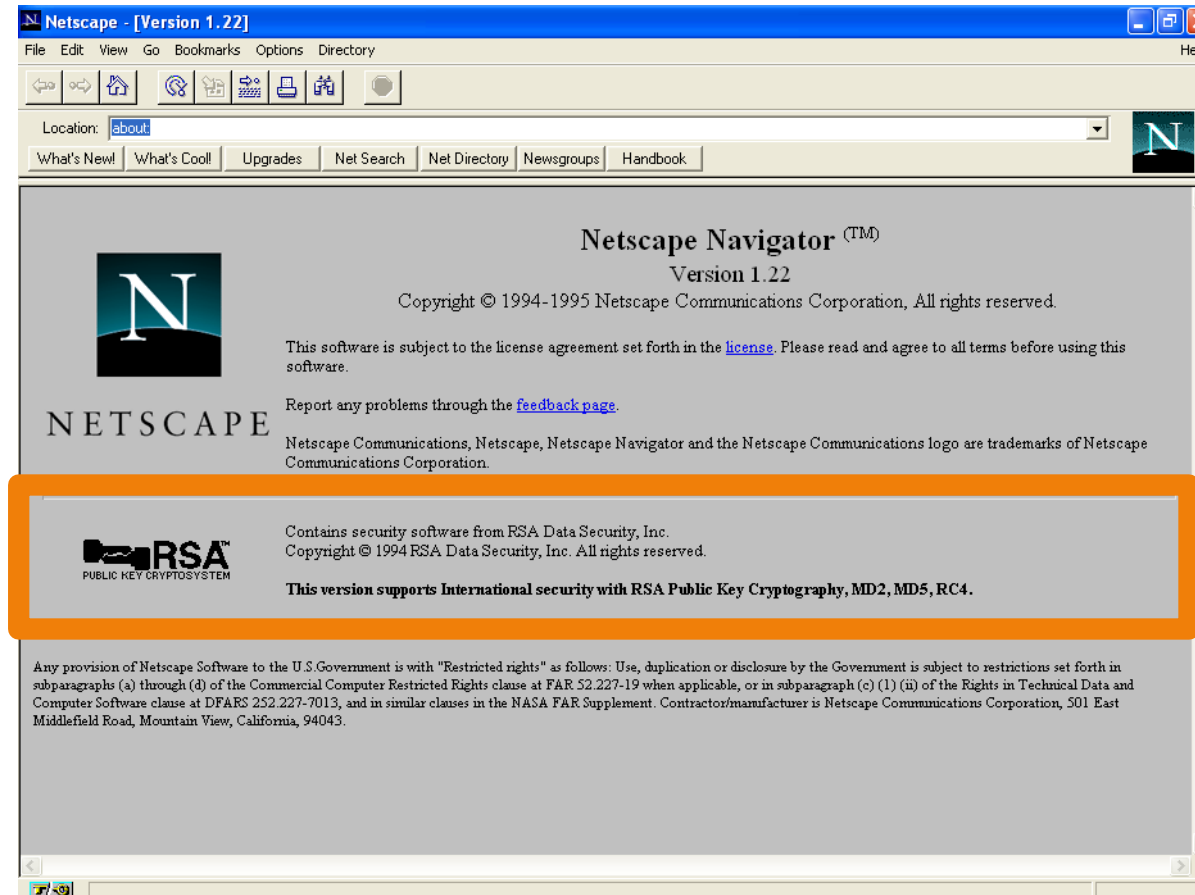 Netscape - [Version 1.22]
File Edit View Go Bookmarks Options Directory
Location: about:
What's New! What's Cool! Upgrades Net Search Net Directory Newsgroups Handbook
N
Netscape Navigator (TM)
Version 1.22
Copyright © 1994-1995 Netscape Communications Corporation, All rights reserved.
N
NETSCAPE
This software is subject to the license agreement set forth in the license. Please read and agree to all terms before using this
software.
Report any problems through the feedback page.
Netscape Communications, Netscape, Netscape Navigator and the Netscape Communications logo are trademarks of Netscape
Communications Corporation.
RSA™
PUBLIC KEY CRYPTOSYSTEM
Contains security software from RSA Data Security, Inc.
Copyright © 1994 RSA Data Security, Inc. All rights reserved.
This version supports International security with RSA Public Key Cryptography, MD2, MD5, RC4.
Any provision of Netscape Software to the U.S.Government is with "Restricted rights" as follows: Use, duplication or disclosure by the Government is subject to restrictions set forth in
subparagraphs (a) through (d) of the Commercial Computer Restricted Rights clause at FAR 52.227-19 when applicable, or in subparagraph (c) (1) (ii) of the Rights in Technical Data and
Computer Software clause at DFARS 252.227-7013, and in similar clauses in the NASA FAR Supplement. Contractor/manufacturer is Netscape Communications Corporation, 501 East
Middlefield Road, Mountain View, California, 94043.